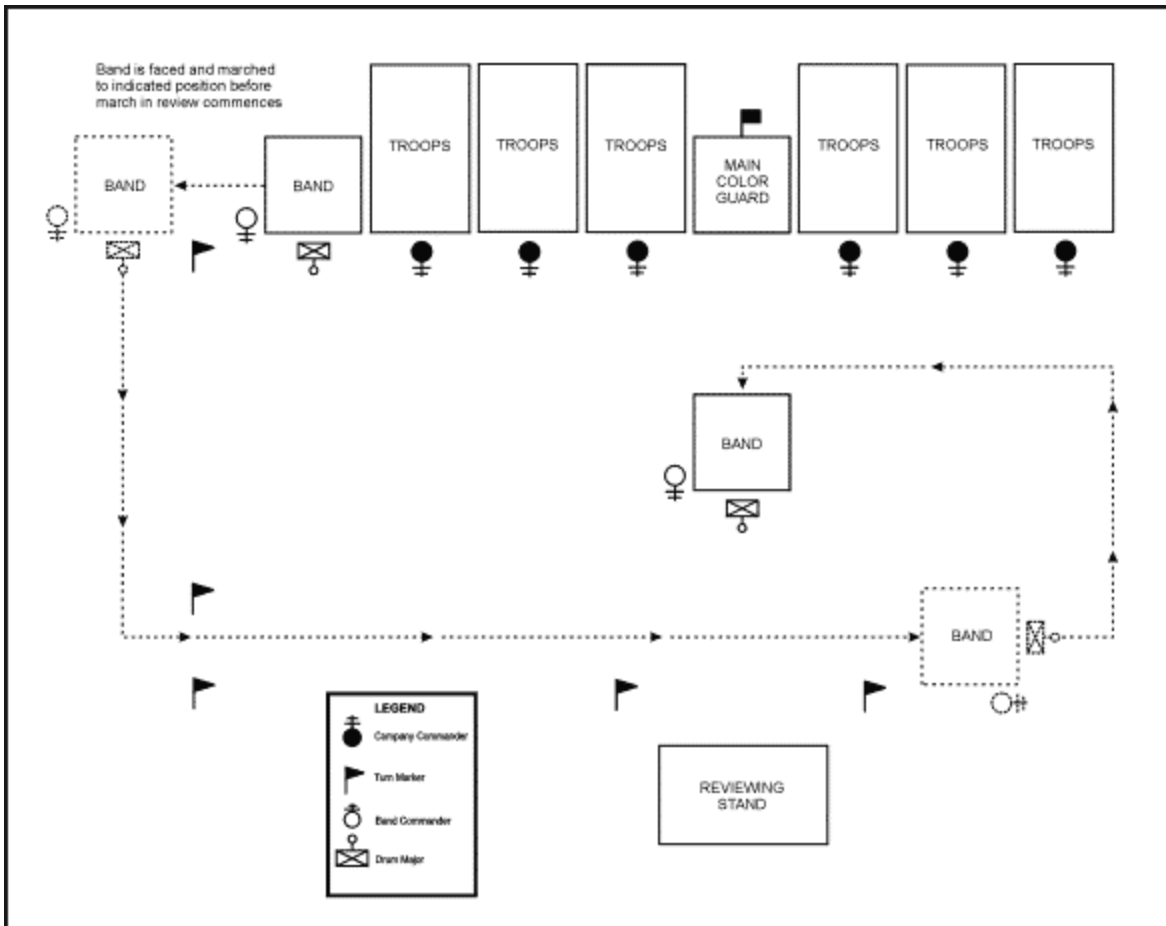 Band is faced and marched
to indicated position before
march in review commences
BAND
BAND
TROOPS
TROOPS
TROOPS
MAIN
COLOR
GUARD
TROOPS
TROOPS
TROOPS
BAND
BAND
LEGEND
Company Commander
Turn Marker
Band Commander
Drum Major
REVIEWING
STAND